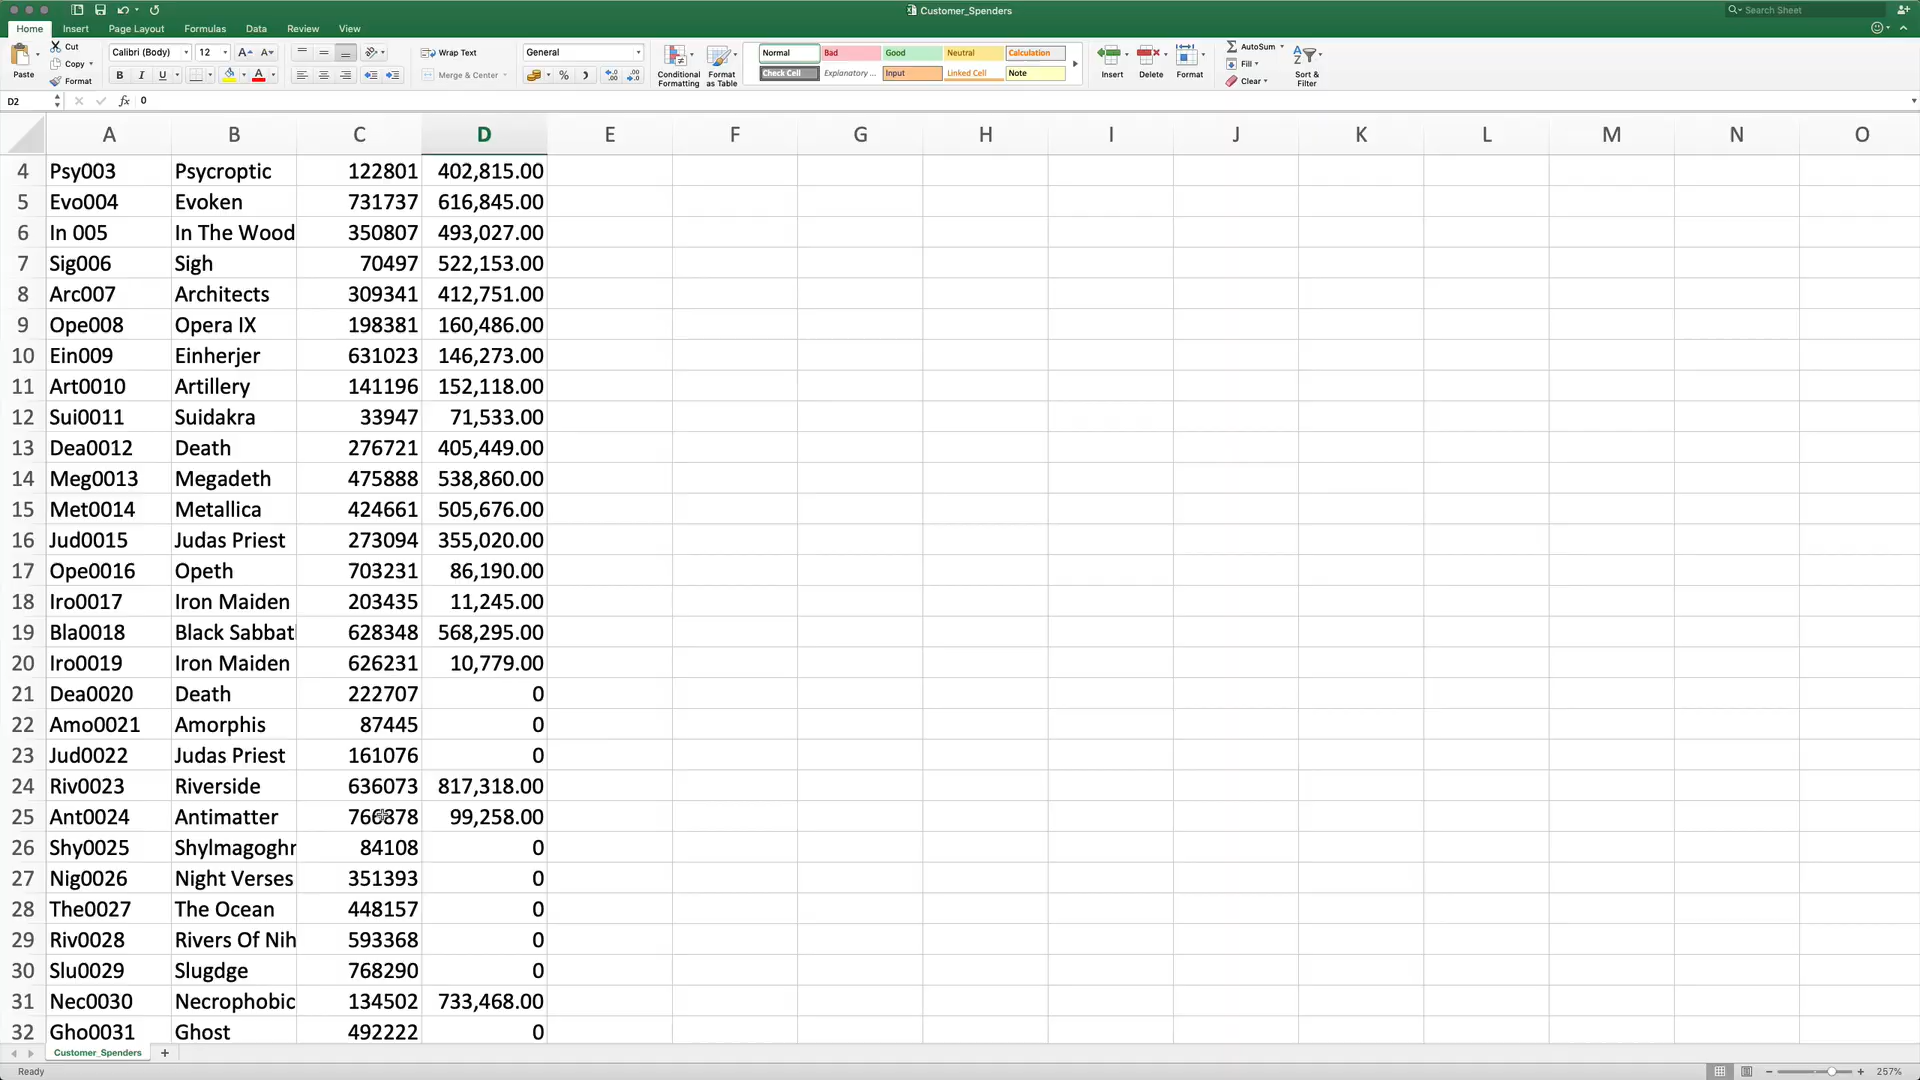 Customer_Spenders
Search Sheet
Home Insert Page Layout Formulas Data Review View
Paste
Cut
Copy
Format
Calibri (Body) 12
B I U
Wrap Text
Merge & Center
General
Conditional Formatting
Format as Table
Normal Bad Good Neutral Calculation
Check Cell Explanatory ... Input Linked Cell Note
Insert Delete Format
AutoSum
Fill
Clear
Sort & Filter
D2 fx 0
A B C D E F G H I J K L M N O
4 Psy003 Psycroptic 122801 402,815.00
5 Evo004 Evoken 731737 616,845.00
6 In 005 In The Wood 350807 493,027.00
7 Sig006 Sigh 70497 522,153.00
8 Arc007 Architects 309341 412,751.00
9 Ope008 Opera IX 198381 160,486.00
10 Ein009 Einherjer 631023 146,273.00
11 Art0010 Artillery 141196 152,118.00
12 Sui0011 Suidakra 33947 71,533.00
13 Dea0012 Death 276721 405,449.00
14 Meg0013 Megadeth 475888 538,860.00
15 Met0014 Metallica 424661 505,676.00
16 Jud0015 Judas Priest 273094 355,020.00
17 Ope0016 Opeth 703231 86,190.00
18 Iro0017 Iron Maiden 203435 11,245.00
19 Bla0018 Black Sabbat 628348 568,295.00
20 Iro0019 Iron Maiden 626231 10,779.00
21 Dea0020 Death 222707 0
22 Amo0021 Amorphis 87445 0
23 Jud0022 Judas Priest 161076 0
24 Riv0023 Riverside 636073 817,318.00
25 Ant0024 Antimatter 766878 99,258.00
26 Shy0025 Shylmagoghr 84108 0
27 Nig0026 Night Verses 351393 0
28 The0027 The Ocean 448157 0
29 Riv0028 Rivers Of Nih 593368 0
30 Slu0029 Slugdge 768290 0
31 Nec0030 Necrophobic 134502 733,468.00
32 Gho0031 Ghost 492222 0
Customer_Spenders +
Ready 257%